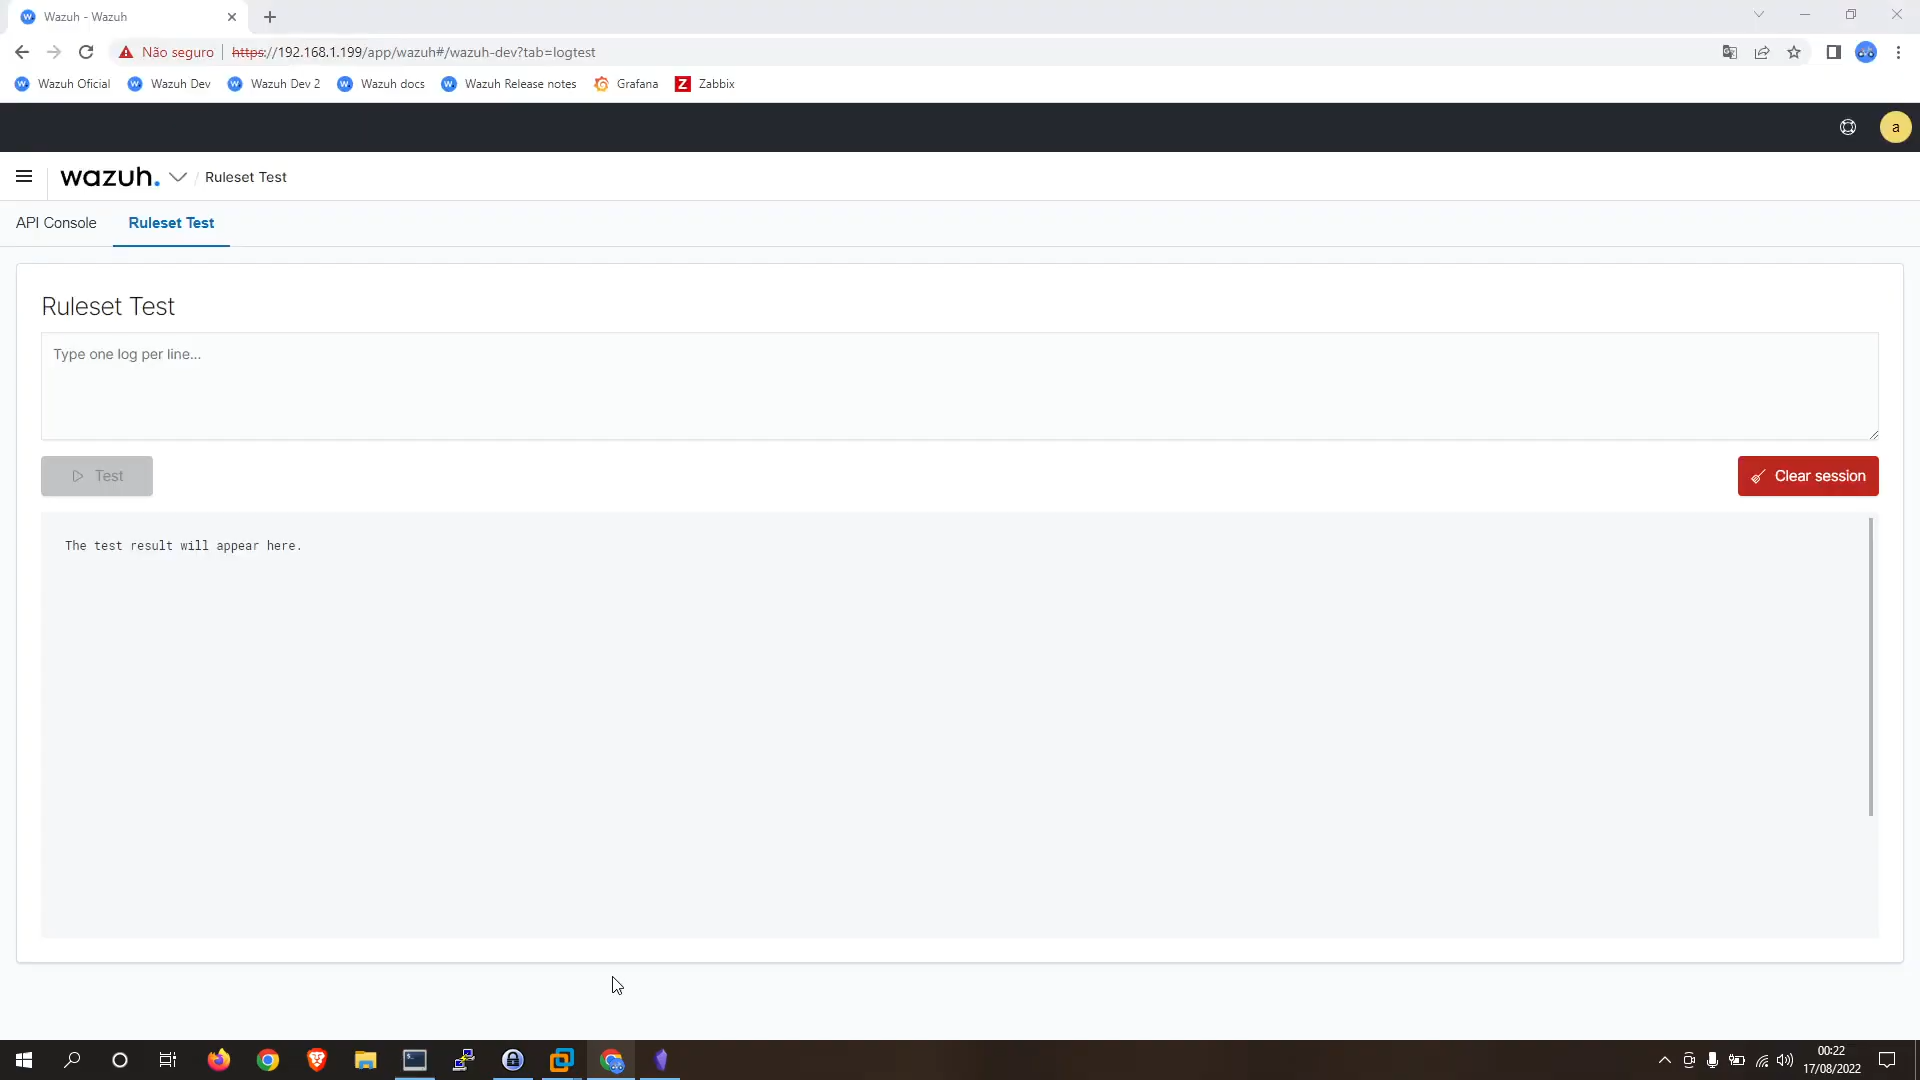 Wazuh - Wazuh
Não seguro https://192.168.1.199/app/wazuh#/wazuh-dev?tab=logtest
Wazuh Oficial Wazuh Dev Wazuh Dev 2 Wazuh docs Wazuh Release notes Grafana Z Zabbix
a
wazuh. / Ruleset Test
API Console Ruleset Test
Ruleset Test
Type one log per line...
Test Clear session
The test result will appear here.
00:22
17/08/2022